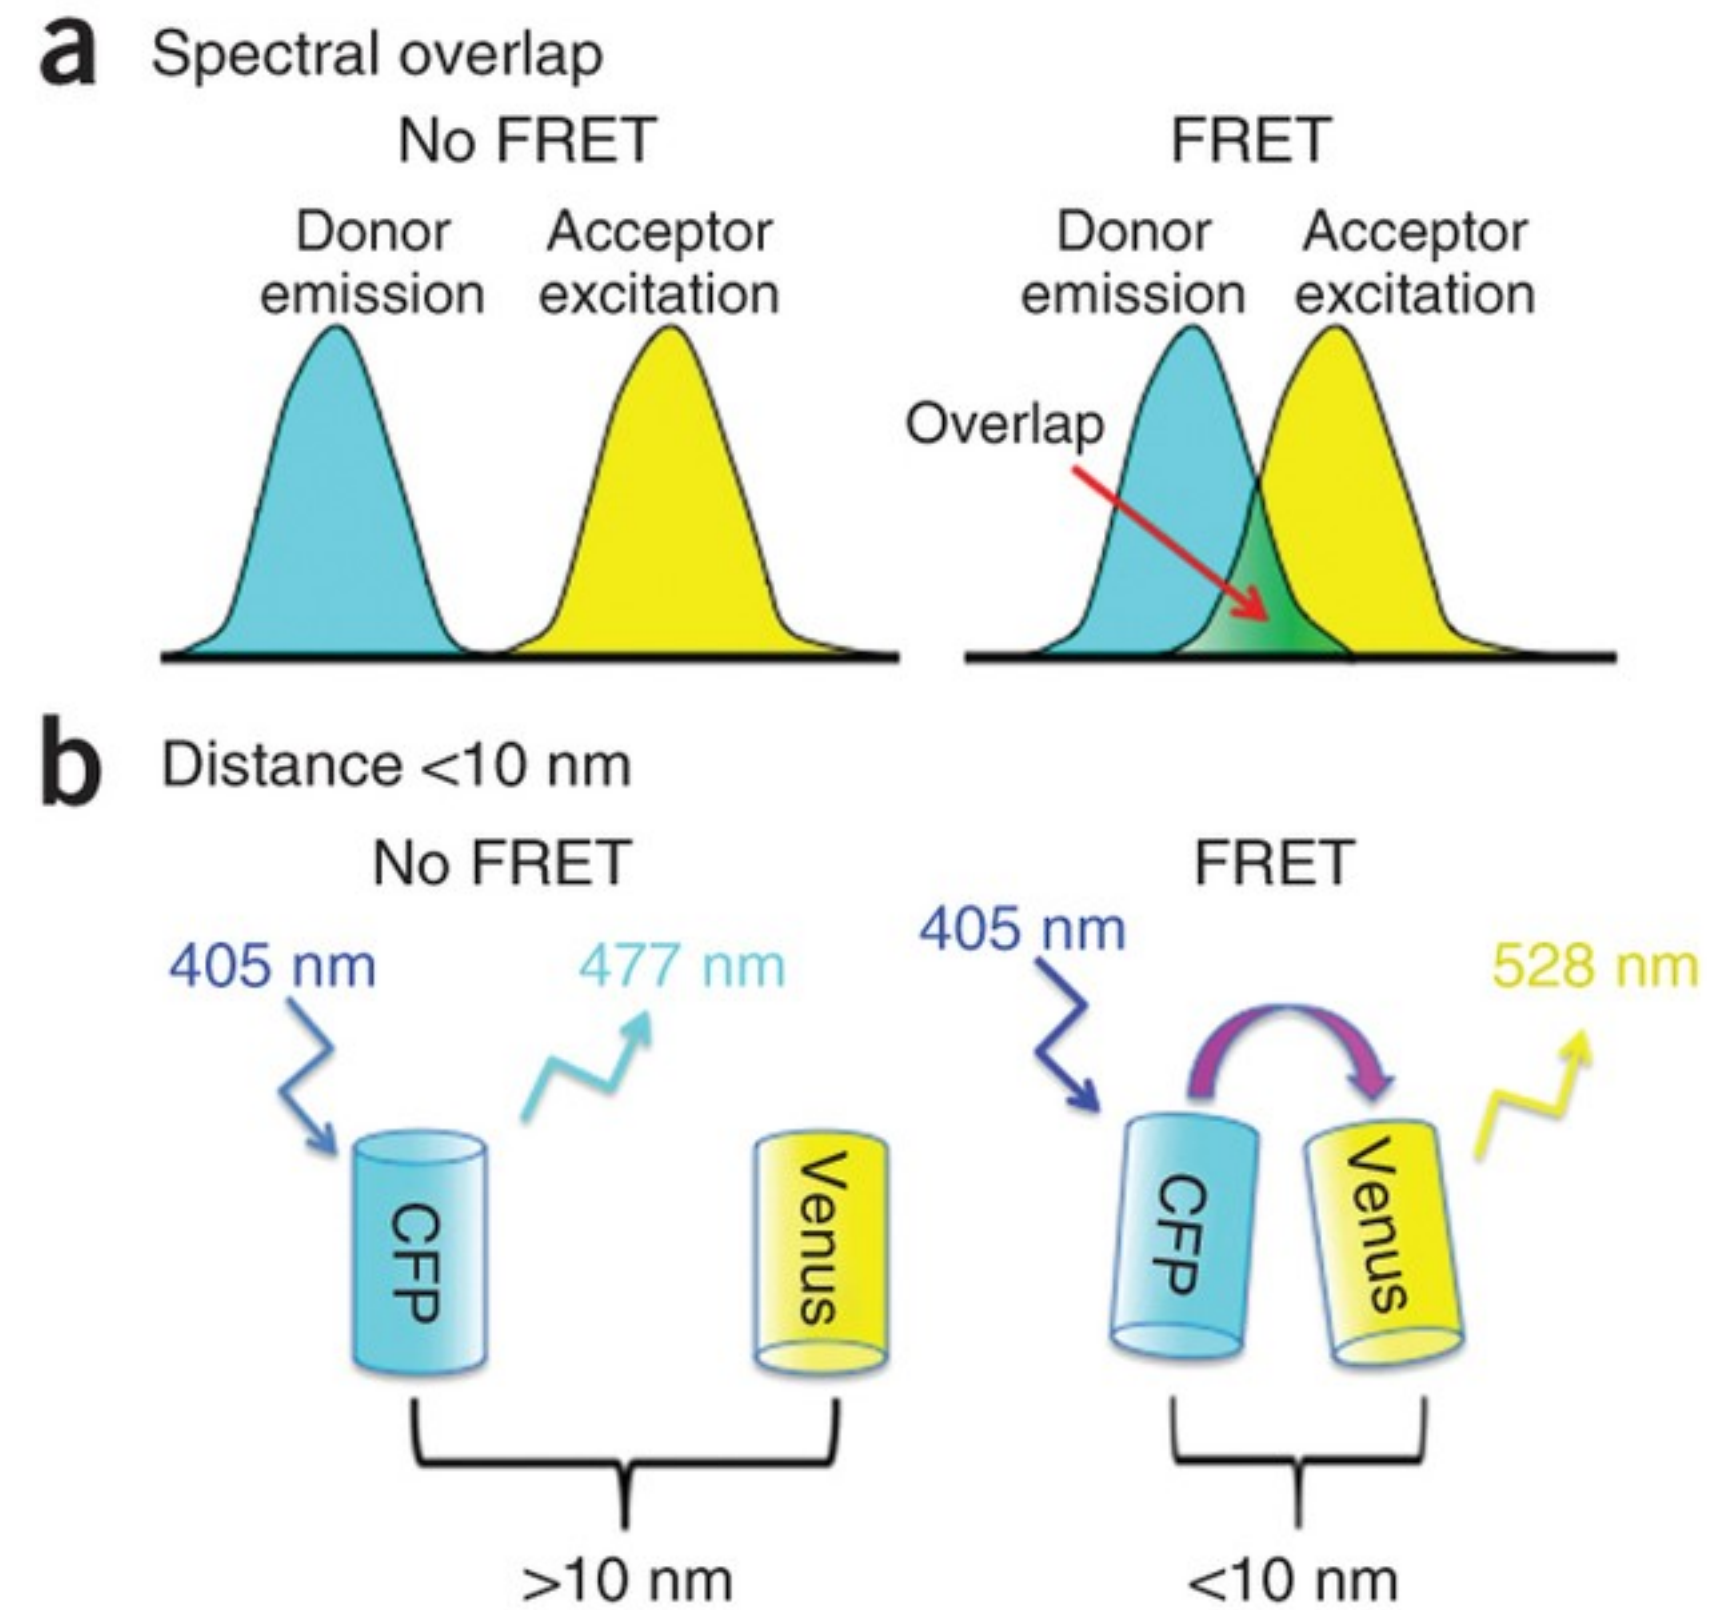 a Spectral overlap
No FRET
FRET
Donor
emission
Acceptor
excitation
Donor
emission
Acceptor
excitation
Overlap
b Distance <10 nm
No FRET
FRET
405 nm
477 nm
405 nm
528 nm
CFP
Venus
CFP
Venus
>10 nm
<10 nm